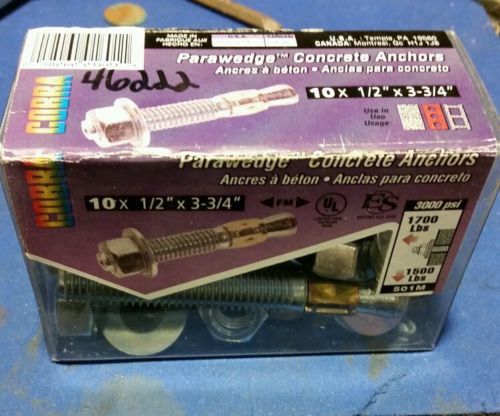 MADE IN
FABRIQUE AUX
HECHO EN:
U.S.A.
TAIWAN
U.S.A.: Temple, PA 19560
CANADA: Montreal, Qc H1J 1J8
Parawedge™ Concrete Anchors
Ancres à béton • Anclas para concreto
10 x 1/2" x 3-3/4"
Use in
Uso
Usage:
46222
COBRA
Parawedge™ Concrete Anchors
Ancres à béton • Anclas para concreto
COBRA
10 x 1/2" x 3-3/4"
FM
UL
LISTED
ES
3000 psi
1700
Lbs
1500
Lbs
501M